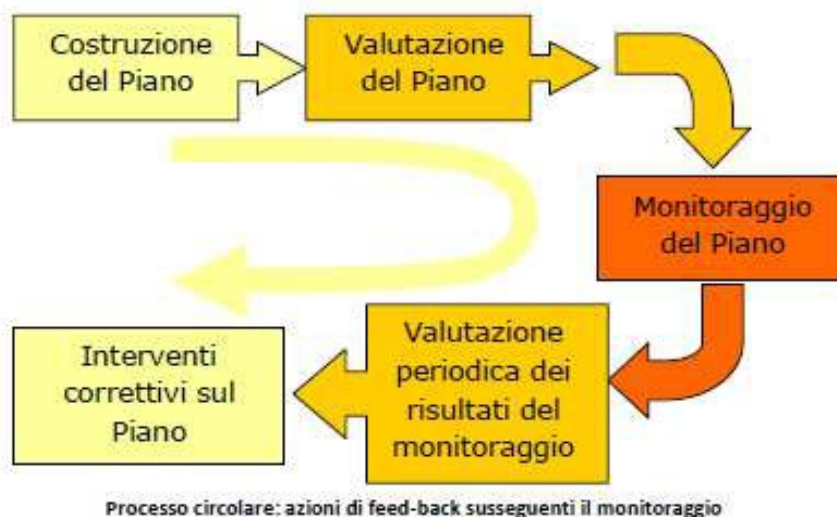 Costruzione
del Piano
Valutazione
del Piano
Monitoraggio
del Piano
Valutazione
periodica dei
risultati del
monitoraggio
Interventi
correttivi sul
Piano
Processo circolare: azioni di feed-back susseguenti il monitoraggio